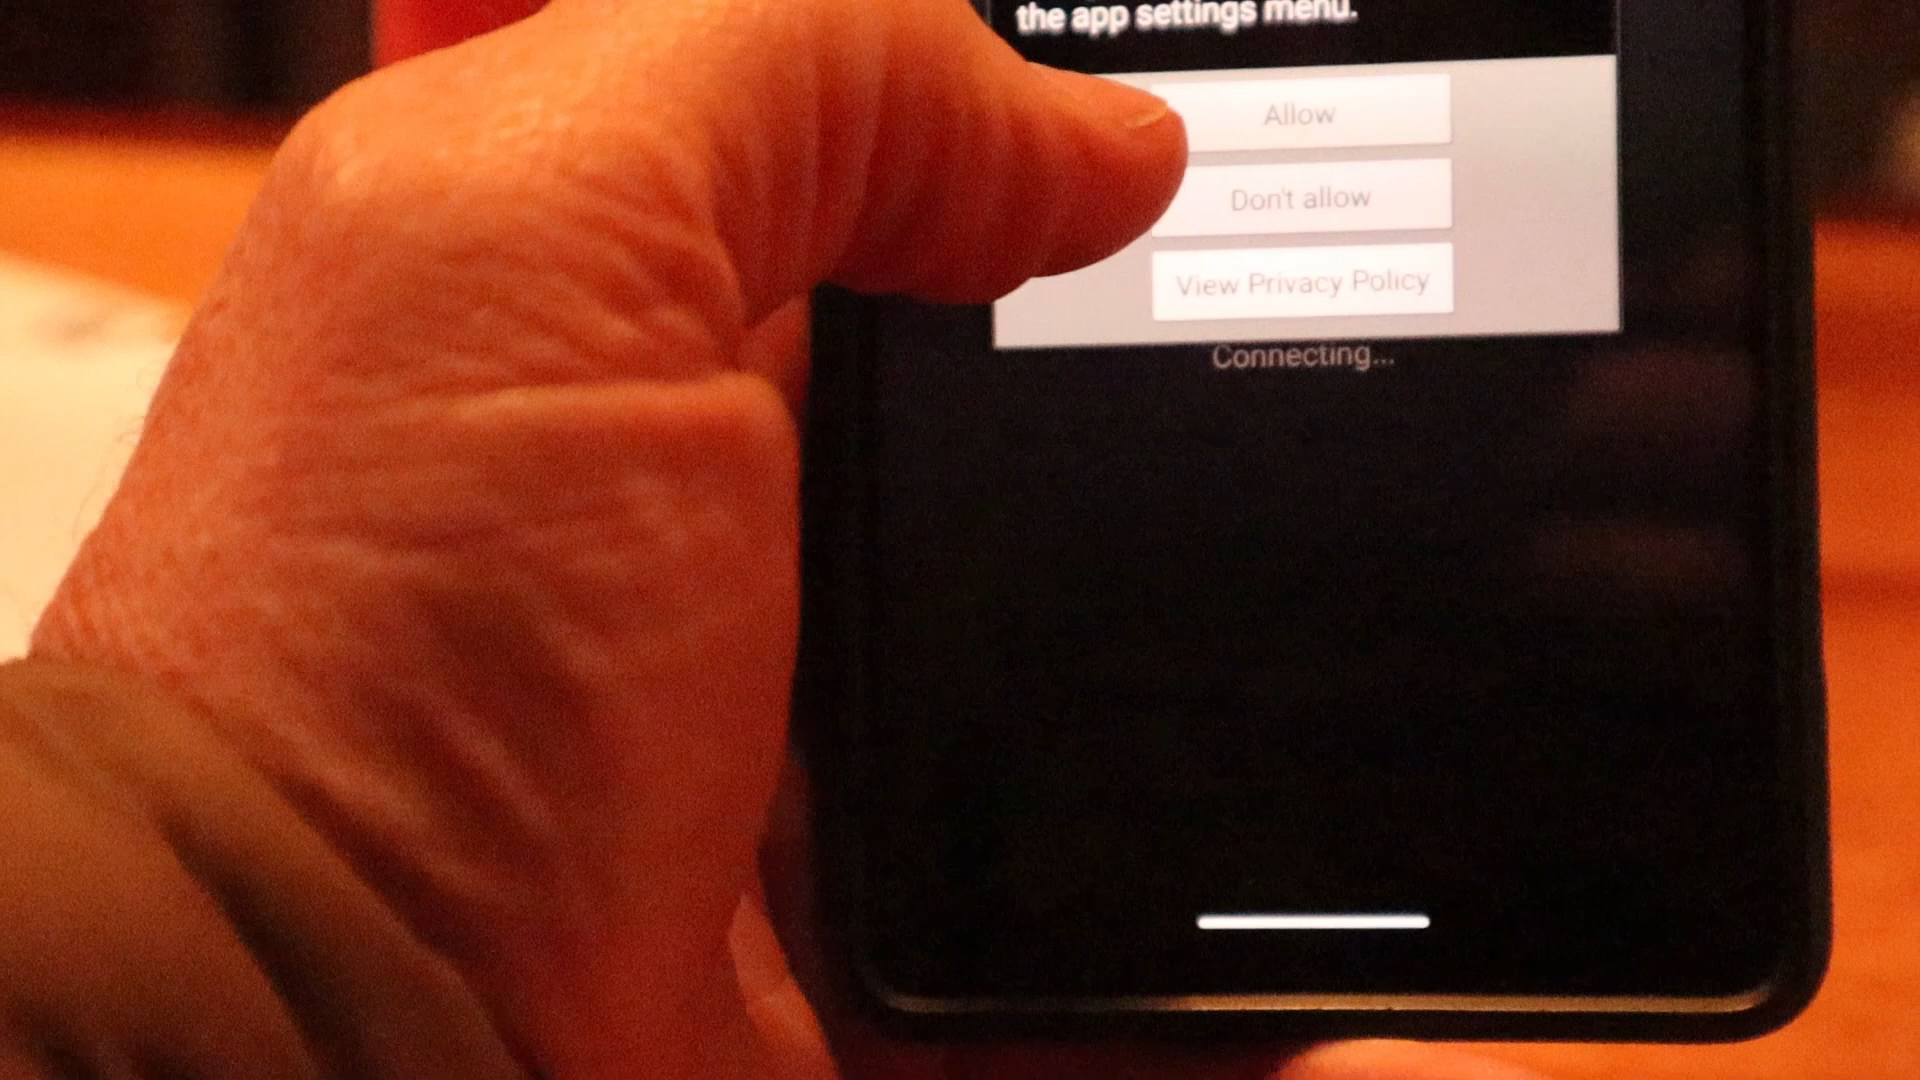 the app settings menu.
Allow
Don't allow
View Privacy Policy
Connecting...